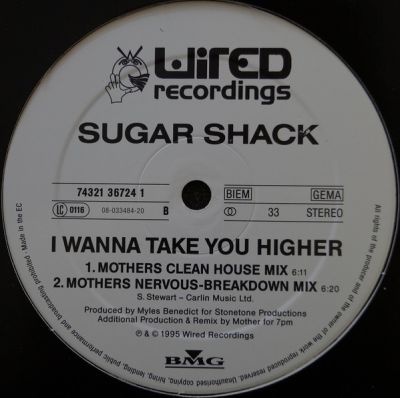 WIRED
recordings
SUGAR SHACK
74321 36724 1
BIEM
GEMA
LC 0116
08-033484-20
B
33
STEREO
I WANNA TAKE YOU HIGHER
1. MOTHERS CLEAN HOUSE MIX 6:11
2. MOTHERS NERVOUS-BREAKDOWN MIX 6:20
S. Stewart – Carlin Music Ltd.
Produced by Myles Benedict for Stonetone Productions
Additional Production & Remix by Mother for 7pm
℗ & © 1995 Wired Recordings
BMG
All rights of the producer and of the owner of the work reproduced reserved. Unauthorised copying, hiring, lending, public performance and broadcasting prohibited · Made in the EC